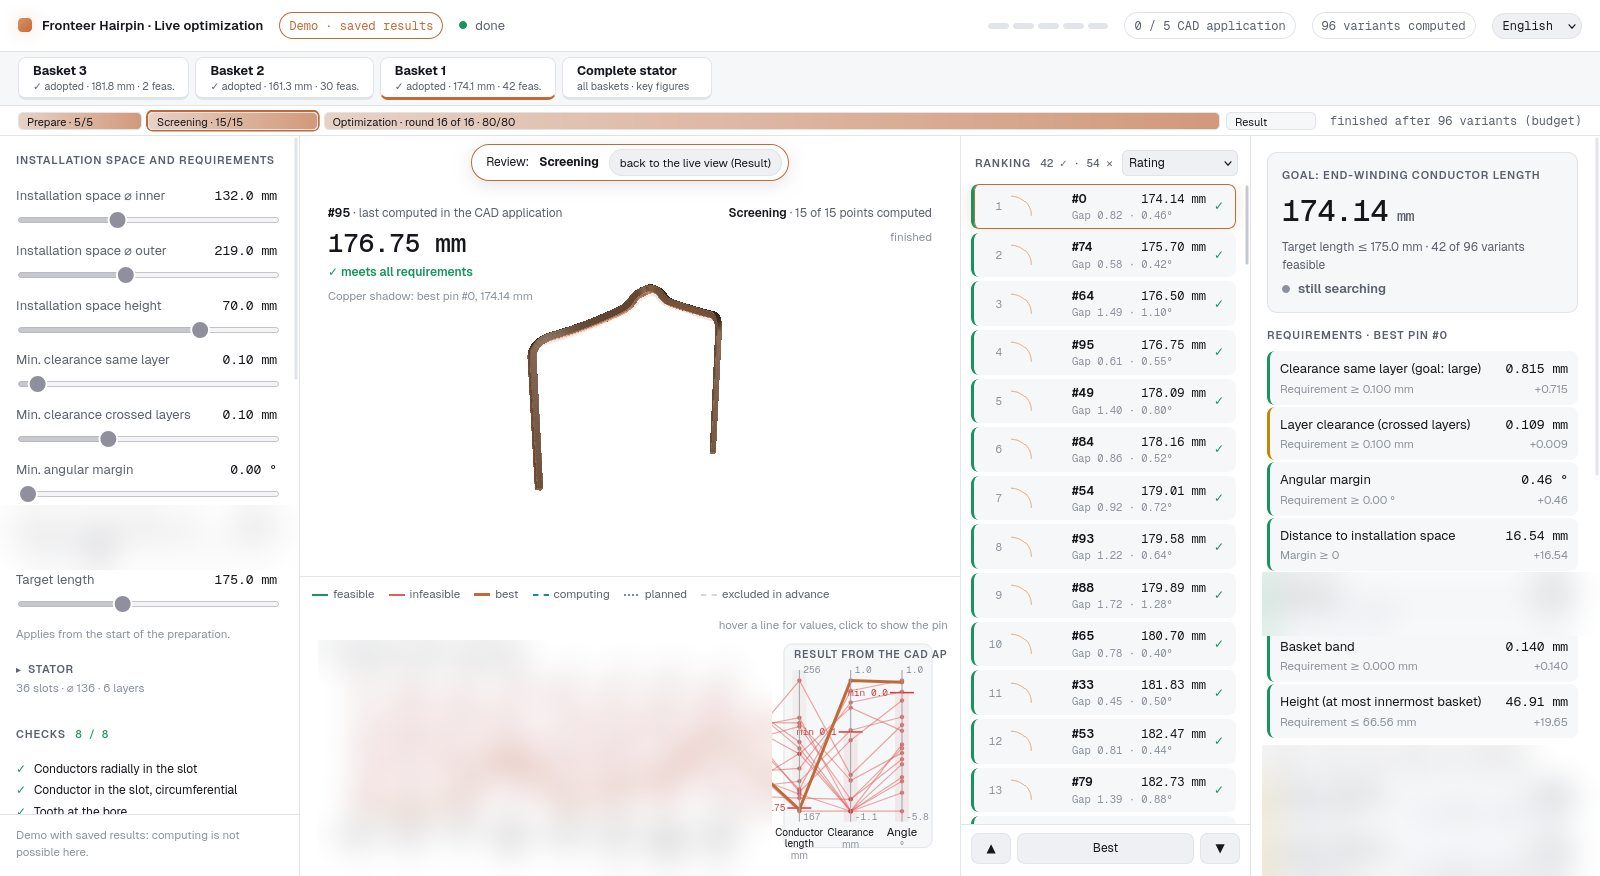 Fronteer Hairpin · Live optimization
Demo · saved results
done
0 / 5 CAD application
96 variants computed
English
Basket 3
✓ adopted · 181.8 mm · 2 feas.
Basket 2
✓ adopted · 161.3 mm · 30 feas.
Basket 1
✓ adopted · 174.1 mm · 42 feas.
Complete stator
all baskets · key figures
Prepare · 5/5
Screening · 15/15
Optimization · round 16 of 16 · 80/80
Result
finished after 96 variants (budget)
INSTALLATION SPACE AND REQUIREMENTS
Installation space ⌀ inner 132.0 mm
Installation space ⌀ outer 219.0 mm
Installation space height 70.0 mm
Min. clearance same layer 0.10 mm
Min. clearance crossed layers 0.10 mm
Min. angular margin 0.00 °
Target length 175.0 mm
Applies from the start of the preparation.
▸ STATOR
36 slots · ⌀ 136 · 6 layers
CHECKS 8 / 8
✓ Conductors radially in the slot
✓ Conductor in the slot, circumferential
✓ Tooth at the bore
Demo with saved results: computing is not
possible here.
Review: Screening back to the live view (Result)
#95 · last computed in the CAD application
176.75 mm
✓ meets all requirements
Copper shadow: best pin #0, 174.14 mm
Screening · 15 of 15 points computed
finished
feasible infeasible best computing planned excluded in advance
hover a line for values, click to show the pin
RESULT FROM THE CAD AP
256 1.0 1.0
min 0.0
min 0.1
.75
167 -1.1 -5.8
Conductor length mm
Clearance mm
Angle °
RANKING 42 ✓ · 54 ×
Rating
1 #0 174.14 mm ✓
Gap 0.82 · 0.46°
2 #74 175.70 mm ✓
Gap 0.58 · 0.42°
3 #64 176.50 mm ✓
Gap 1.49 · 1.10°
4 #95 176.75 mm ✓
Gap 0.61 · 0.55°
5 #49 178.09 mm ✓
Gap 1.40 · 0.80°
6 #84 178.16 mm ✓
Gap 0.86 · 0.52°
7 #54 179.01 mm ✓
Gap 0.92 · 0.72°
8 #93 179.58 mm ✓
Gap 1.22 · 0.64°
9 #88 179.89 mm ✓
Gap 1.72 · 1.28°
10 #65 180.70 mm ✓
Gap 0.78 · 0.40°
11 #33 181.83 mm ✓
Gap 0.45 · 0.50°
12 #53 182.47 mm ✓
Gap 0.81 · 0.44°
13 #79 182.73 mm ✓
Gap 1.39 · 0.88°
▲ Best ▼
GOAL: END-WINDING CONDUCTOR LENGTH
174.14 mm
Target length ≤ 175.0 mm · 42 of 96 variants
feasible
still searching
REQUIREMENTS · BEST PIN #0
Clearance same layer (goal: large) 0.815 mm
Requirement ≥ 0.100 mm +0.715
Layer clearance (crossed layers) 0.109 mm
Requirement ≥ 0.100 mm +0.009
Angular margin 0.46 °
Requirement ≥ 0.00 ° +0.46
Distance to installation space 16.54 mm
Margin ≥ 0 +16.54
Basket band 0.140 mm
Requirement ≥ 0.000 mm +0.140
Height (at most innermost basket) 46.91 mm
Requirement ≤ 66.56 mm +19.65